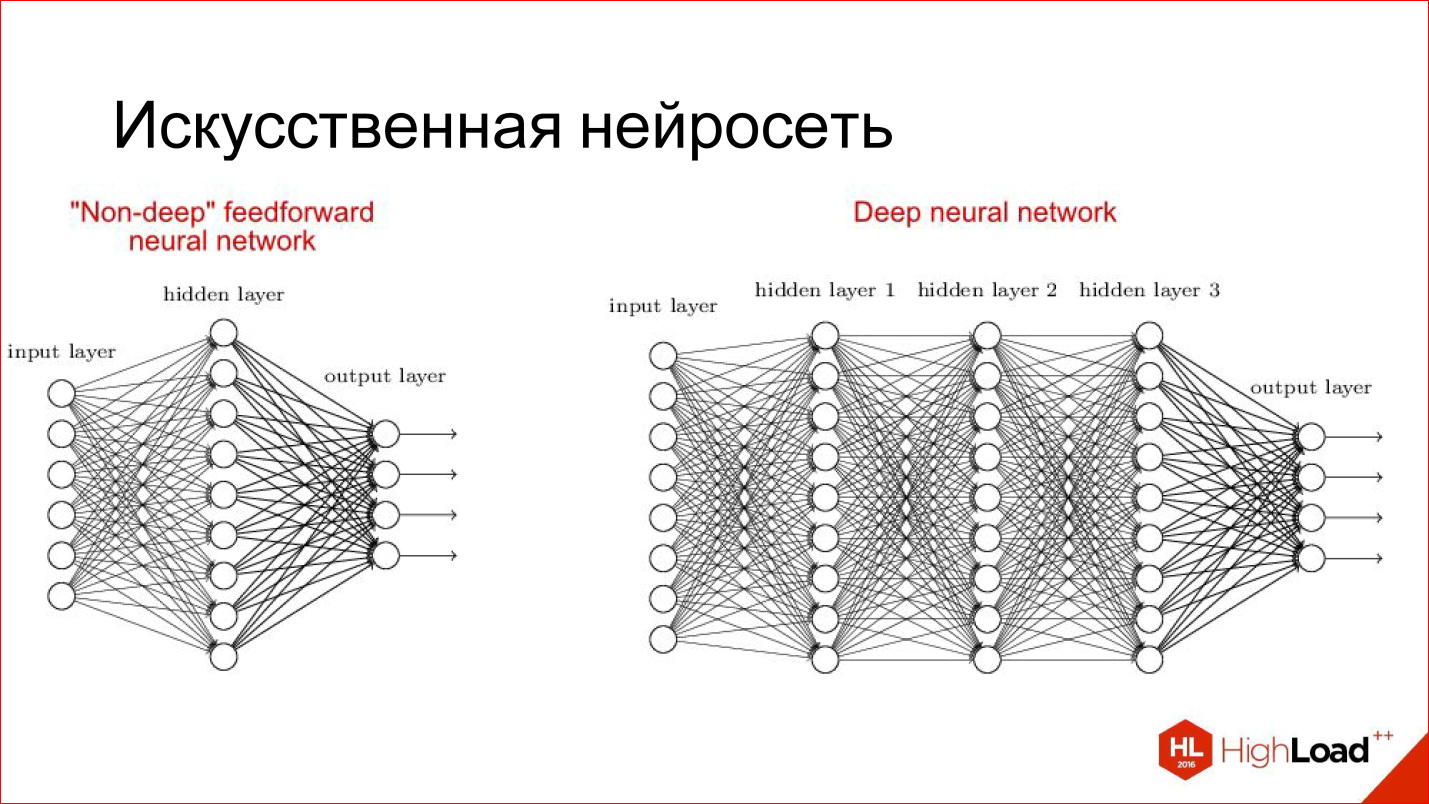 Искусственная нейросеть
"Non-deep" feedforward
neural network
hidden layer
input layer
output layer
Deep neural network
hidden layer 1
hidden layer 2
hidden layer 3
input layer
output layer
HL
2016
HighLoad++